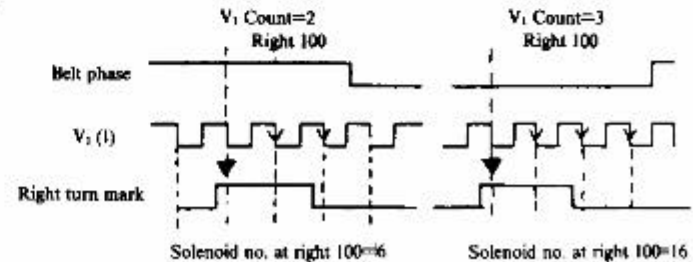 V₁ Count=2
Right 100
V₁ Count=3
Right 100
Belt phase
V₁ (1)
Right turn mark
Solenoid no. at right 100=6
Solenoid no. at right 100=16